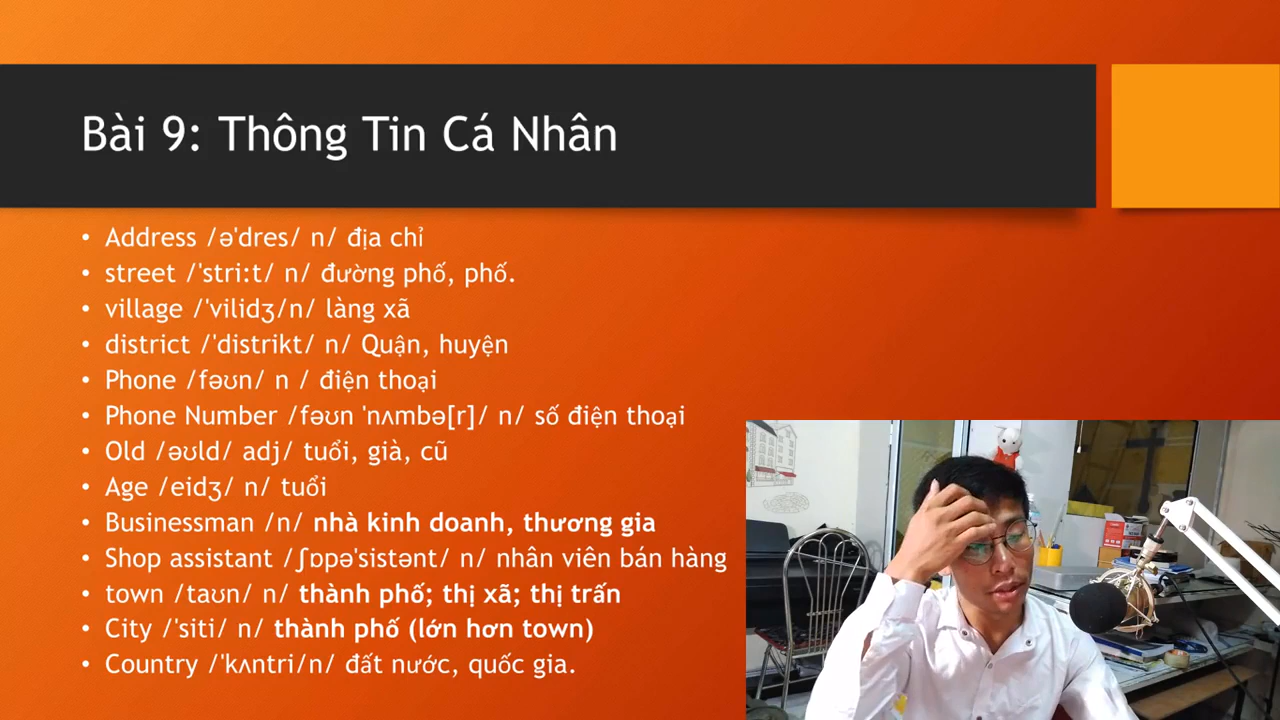 Bài 9: Thông Tin Cá Nhân
• Address /ə'dres/ n/ địa chỉ
• street /'stri:t/ n/ đường phố, phố.
• village /'vilidʒ/n/ làng xã
• district /'distrikt/ n/ Quận, huyện
• Phone /fəʊn/ n / điện thoại
• Phone Number /fəʊn 'nʌmbə[r]/ n/ số điện thoại
• Old /əʊld/ adj/ tuổi, già, cũ
• Age /eidʒ/ n/ tuổi
• Businessman /n/ nhà kinh doanh, thương gia
• Shop assistant /ʃɒpə'sistənt/ n/ nhân viên bán hàng
• town /taʊn/ n/ thành phố; thị xã; thị trấn
• City /'siti/ n/ thành phố (lớn hơn town)
• Country /'kʌntri/n/ đất nước, quốc gia.